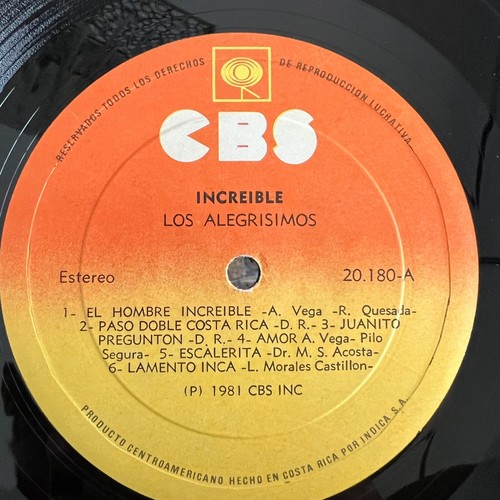 RESERVADOS TODOS LOS DERECHOS DE REPRODUCCION LUCRATIVA
CBS
INCREIBLE
LOS ALEGRISIMOS
Estereo 20.180-A
1- EL HOMBRE INCREIBLE -A. Vega -R. Quesada-
2- PASO DOBLE COSTA RICA -D. R.- 3- JUANITO
PREGUNTON -D. R.- 4- AMOR A. Vega- Pilo
Segura- 5- ESCALERITA -Dr. M. S. Acosta-
6- LAMENTO INCA -L. Morales Castillon-
(P) 1981 CBS INC
PRODUCTO CENTROAMERICANO HECHO EN COSTA RICA POR INDICA S.A.